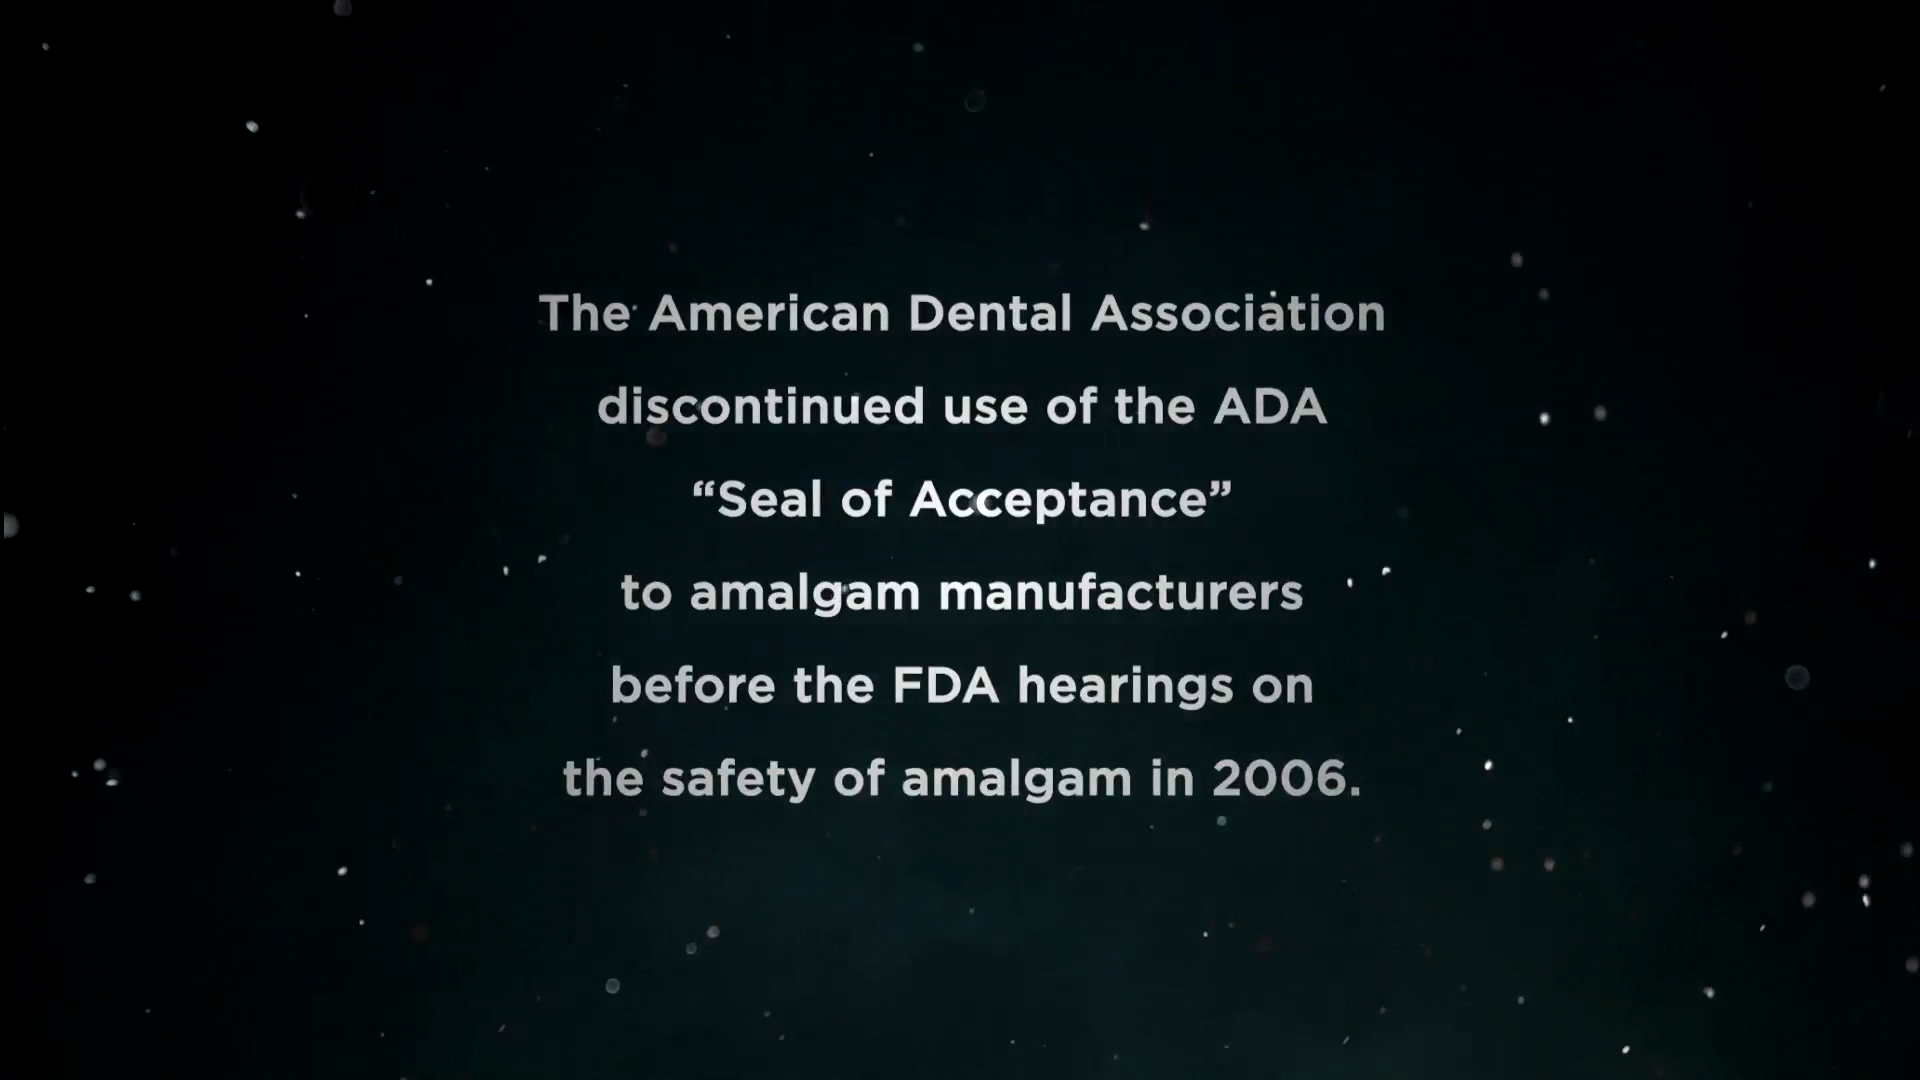 The American Dental Association
discontinued use of the ADA
“Seal of Acceptance”
to amalgam manufacturers
before the FDA hearings on
the safety of amalgam in 2006.